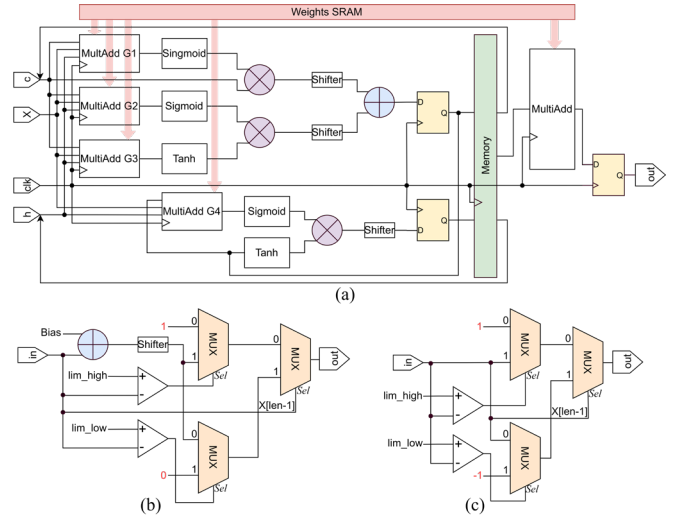 Weights SRAM
MultAdd G1
Singmoid
Shifter
c
MultiAdd G2
Sigmoid
Shifter
D
Q
X
MultiAdd
MultiAdd G3
Tanh
Memory
D
Q
out
clk
MultiAdd G4
Sigmoid
Shifter
D
Q
h
Tanh
(a)
Bias
1
0
MUX
in
Shifter
1
Sel
0
MUX
out
lim_high
+
-
1
Sel
X[len-1]
lim_low
+
-
0
MUX
0
1
Sel
(b)
1
0
MUX
in
1
Sel
0
MUX
out
lim_high
+
-
1
Sel
X[len-1]
lim_low
+
-
0
MUX
-1
1
Sel
(c)